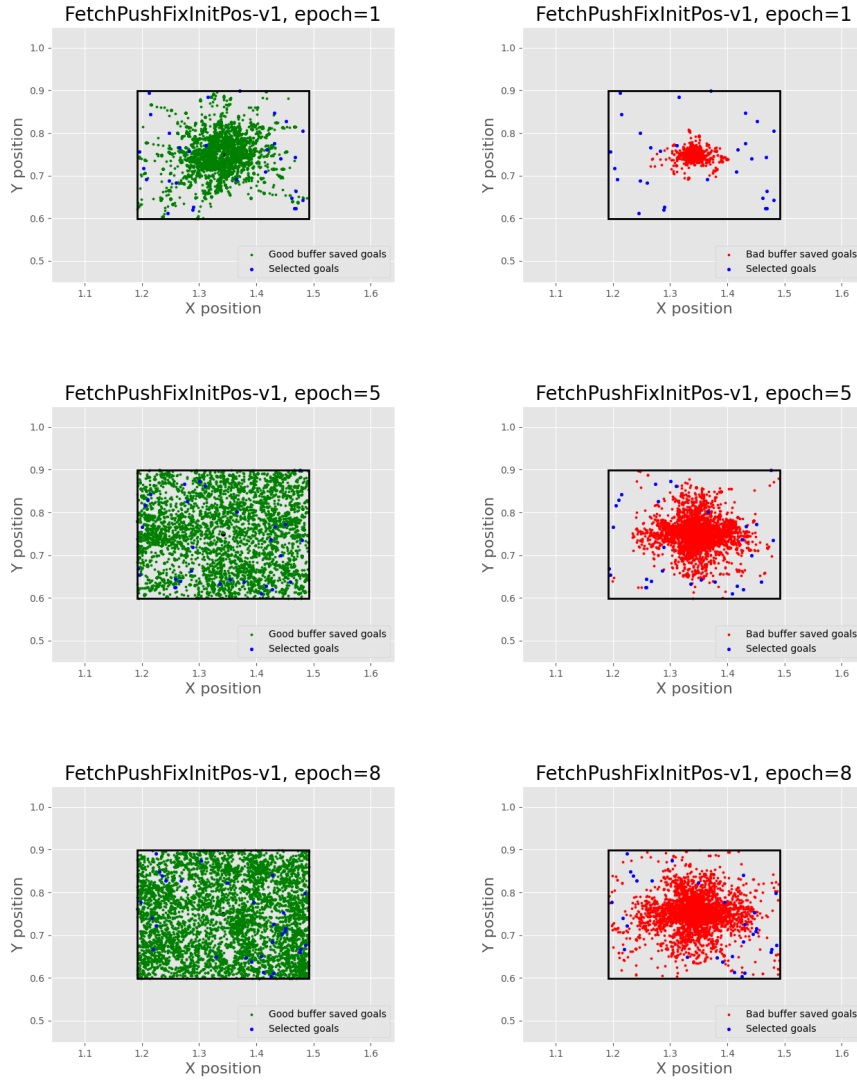 FetchPushFixInitPos-v1, epoch=1
Y position
1.0
0.9
0.8
0.7
0.6
0.5
Good buffer saved goals
Selected goals
1.1 1.2 1.3 1.4 1.5 1.6
X position
FetchPushFixInitPos-v1, epoch=1
Y position
1.0
0.9
0.8
0.7
0.6
0.5
Bad buffer saved goals
Selected goals
1.1 1.2 1.3 1.4 1.5 1.6
X position
FetchPushFixInitPos-v1, epoch=5
Y position
1.0
0.9
0.8
0.7
0.6
0.5
Good buffer saved goals
Selected goals
1.1 1.2 1.3 1.4 1.5 1.6
X position
FetchPushFixInitPos-v1, epoch=5
Y position
1.0
0.9
0.8
0.7
0.6
0.5
Bad buffer saved goals
Selected goals
1.1 1.2 1.3 1.4 1.5 1.6
X position
FetchPushFixInitPos-v1, epoch=8
Y position
1.0
0.9
0.8
0.7
0.6
0.5
Good buffer saved goals
Selected goals
1.1 1.2 1.3 1.4 1.5 1.6
X position
FetchPushFixInitPos-v1, epoch=8
Y position
1.0
0.9
0.8
0.7
0.6
0.5
Bad buffer saved goals
Selected goals
1.1 1.2 1.3 1.4 1.5 1.6
X position